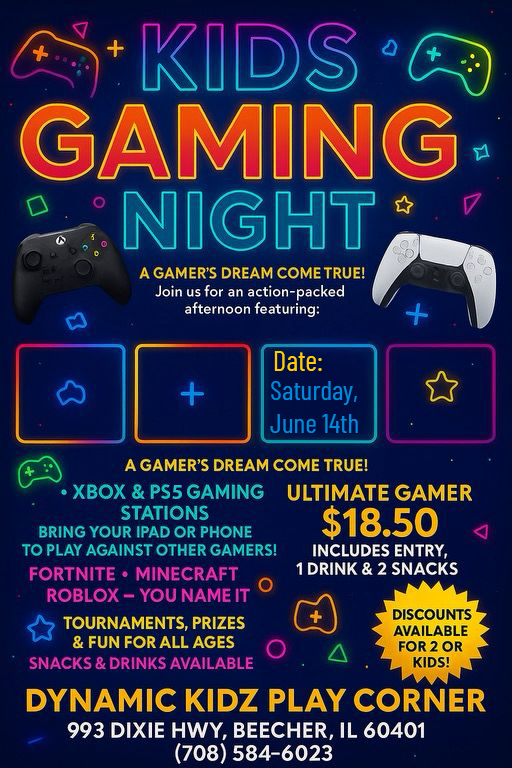 KIDS
GAMING
NIGHT
A GAMER'S DREAM COME TRUE!
Join us for an action-packed
afternoon featuring:
Date:
Saturday,
June 14th
A GAMER'S DREAM COME TRUE!
• XBOX & PS5 GAMING
STATIONS
BRING YOUR IPAD OR PHONE
TO PLAY AGAINST OTHER GAMERS!
FORTNITE • MINECRAFT
ROBLOX – YOU NAME IT
TOURNAMENTS, PRIZES
& FUN FOR ALL AGES
SNACKS & DRINKS AVAILABLE
ULTIMATE GAMER
$18.50
INCLUDES ENTRY,
1 DRINK & 2 SNACKS
DISCOUNTS
AVAILABLE
FOR 2 OR
KIDS!
DYNAMIC KIDZ PLAY CORNER
993 DIXIE HWY, BEECHER, IL 60401
(708) 584–6023